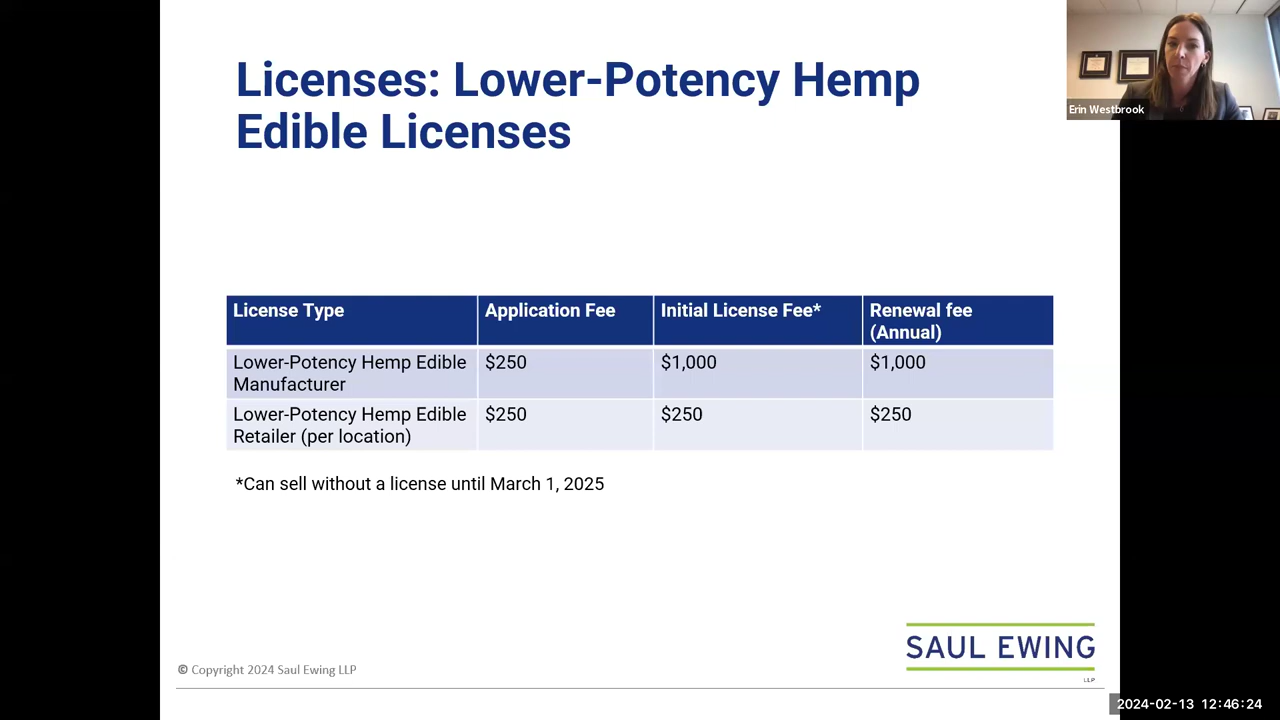 Licenses: Lower-Potency Hemp
Edible Licenses
Erin Westbrook
License Type
Application Fee
Initial License Fee*
Renewal fee
(Annual)
Lower-Potency Hemp Edible
Manufacturer
$250
$1,000
$1,000
Lower-Potency Hemp Edible
Retailer (per location)
$250
$250
$250
*Can sell without a license until March 1, 2025
SAUL EWING
LLP
© Copyright 2024 Saul Ewing LLP
2024-02-13 12:46:24